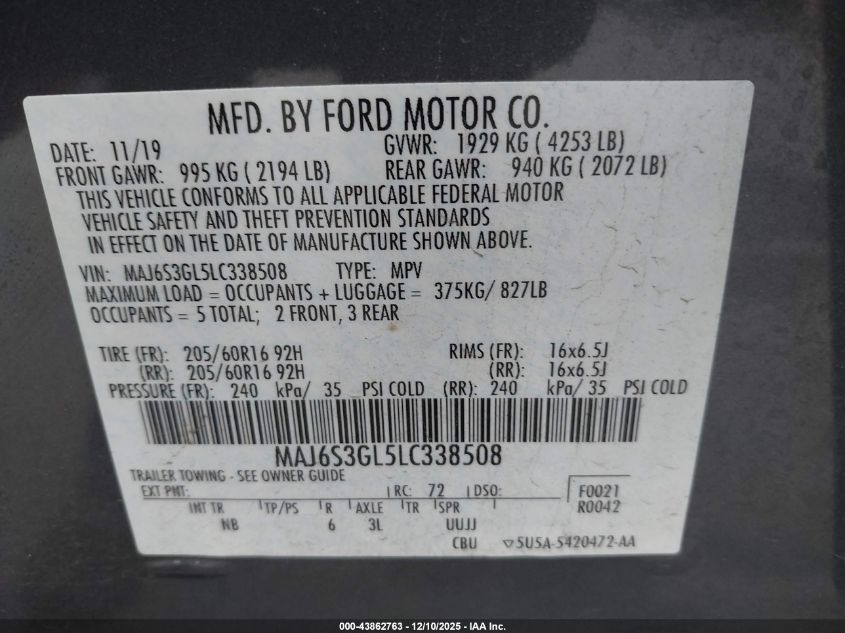 MFD. BY FORD MOTOR CO.
DATE: 11/19 GVWR: 1929 KG ( 4253 LB)
FRONT GAWR: 995 KG ( 2194 LB) REAR GAWR: 940 KG ( 2072 LB)
THIS VEHICLE CONFORMS TO ALL APPLICABLE FEDERAL MOTOR
VEHICLE SAFETY AND THEFT PREVENTION STANDARDS
IN EFFECT ON THE DATE OF MANUFACTURE SHOWN ABOVE.
VIN: MAJ6S3GL5LC338508 TYPE: MPV
MAXIMUM LOAD = OCCUPANTS + LUGGAGE = 375KG/ 827LB
OCCUPANTS = 5 TOTAL; 2 FRONT, 3 REAR
TIRE (FR): 205/60R16 92H RIMS (FR): 16x6.5J
(RR): 205/60R16 92H (RR): 16x6.5J
PRESSURE (FR): 240 kPa/ 35 PSI COLD (RR): 240 kPa/ 35 PSI COLD
MAJ6S3GL5LC338508
TRAILER TOWING - SEE OWNER GUIDE
EXT PNT: RC: 72 DSO: F0021
INT TR TP/PS R AXLE TR SPR R0042
NB 6 3L UUJJ
CBU ▽5U5A-5420472-AA
000-43862763 - 12/10/2025 - IAA Inc.